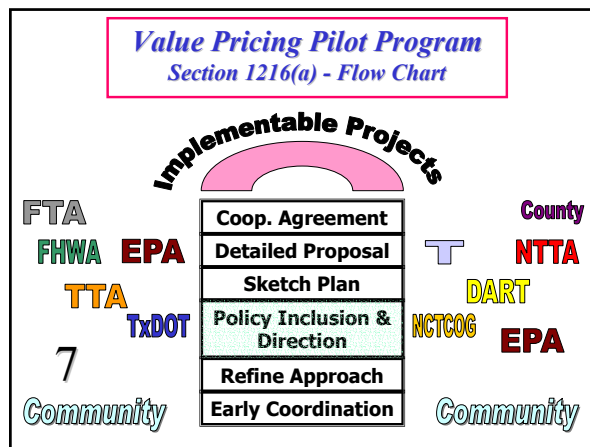 Value Pricing Pilot Program
Section 1216(a) - Flow Chart
Implementable Projects
FTA
FHWA
EPA
TTA
TxDOT
7
Community
Coop. Agreement
Detailed Proposal
Sketch Plan
Policy Inclusion &
Direction
Refine Approach
Early Coordination
County
T
NTTA
DART
NCTCOG
EPA
Community